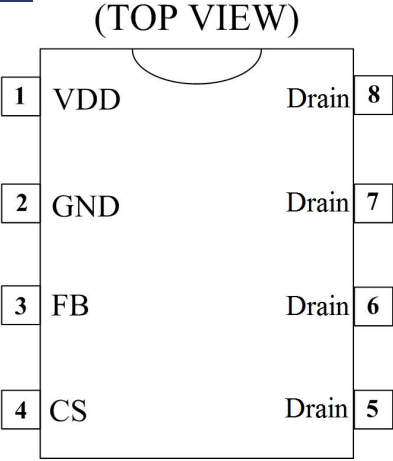 (TOP VIEW)
1 VDD Drain 8
2 GND Drain 7
3 FB Drain 6
4 CS Drain 5